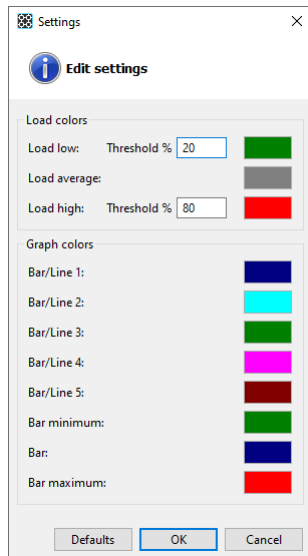 Settings
Edit settings
Load colors
Load low: Threshold % 20
Load average:
Load high: Threshold % 80
Graph colors
Bar/Line 1:
Bar/Line 2:
Bar/Line 3:
Bar/Line 4:
Bar/Line 5:
Bar minimum:
Bar:
Bar maximum:
Defaults OK Cancel